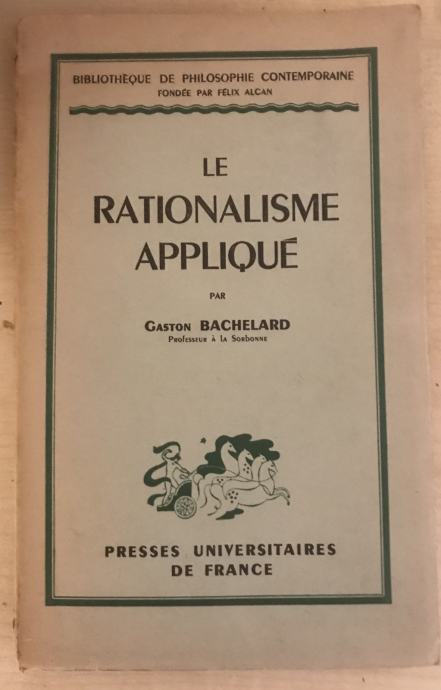 BIBLIOTHÈQUE DE PHILOSOPHIE CONTEMPORAINE
FONDÉE PAR FÉLIX ALCAN
LE
RATIONALISME
APPLIQUÉ
PAR
GASTON BACHELARD
PROFESSEUR À LA SORBONNE
PRESSES UNIVERSITAIRES
DE FRANCE